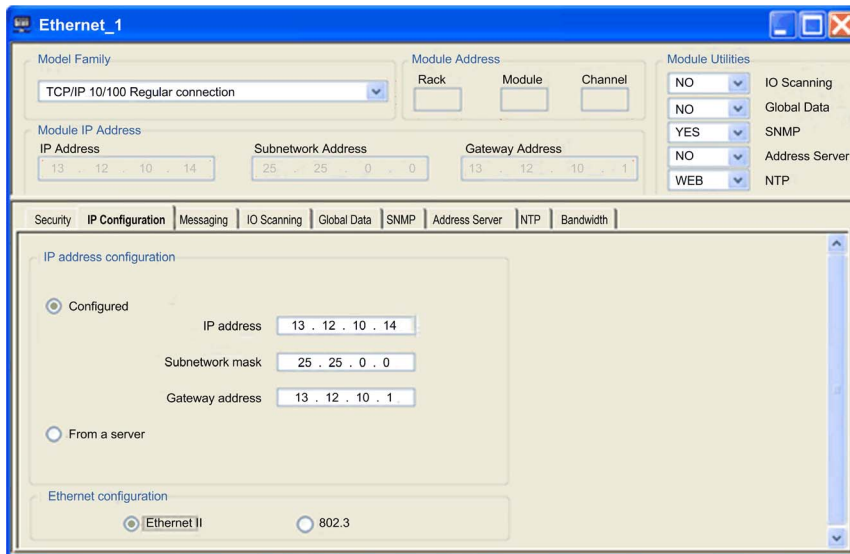 Ethernet_1
Model Family
TCP/IP 10/100 Regular connection
Module Address
Rack Module Channel
Module Utilities
NO IO Scanning
NO Global Data
YES SNMP
NO Address Server
WEB NTP
Module IP Address
IP Address Subnetwork Address Gateway Address
13 . 12 . 10 . 14 25 . 25 . 0 . 0 13 . 12 . 10 . 1
Security IP Configuration Messaging IO Scanning Global Data SNMP Address Server NTP Bandwidth
IP address configuration
Configured
IP address 13 . 12 . 10 . 14
Subnetwork mask 25 . 25 . 0 . 0
Gateway address 13 . 12 . 10 . 1
From a server
Ethernet configuration
Ethernet II 802.3